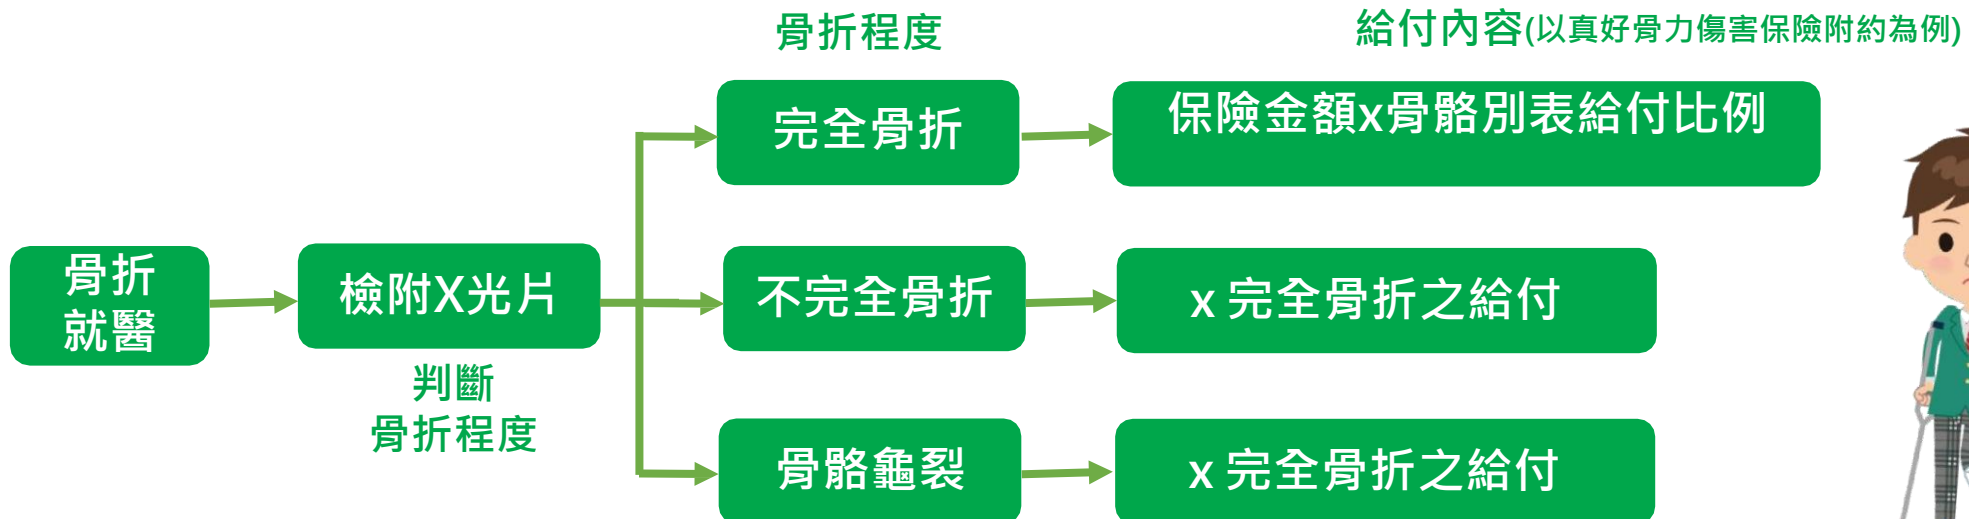 骨折程度
給付內容(以真好骨力傷害保險附約為例)
完全骨折
保險金額x骨骼別表給付比例
骨折
就醫
檢附X光片
不完全骨折
x 完全骨折之給付
判斷
骨折程度
骨骼龜裂
x 完全骨折之給付